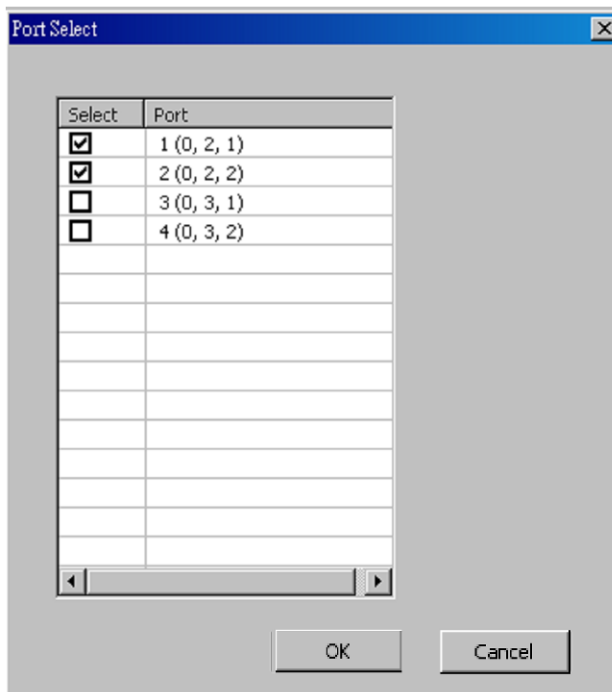 Port Select
Select Port
1 (0, 2, 1)
2 (0, 2, 2)
3 (0, 3, 1)
4 (0, 3, 2)
OK Cancel